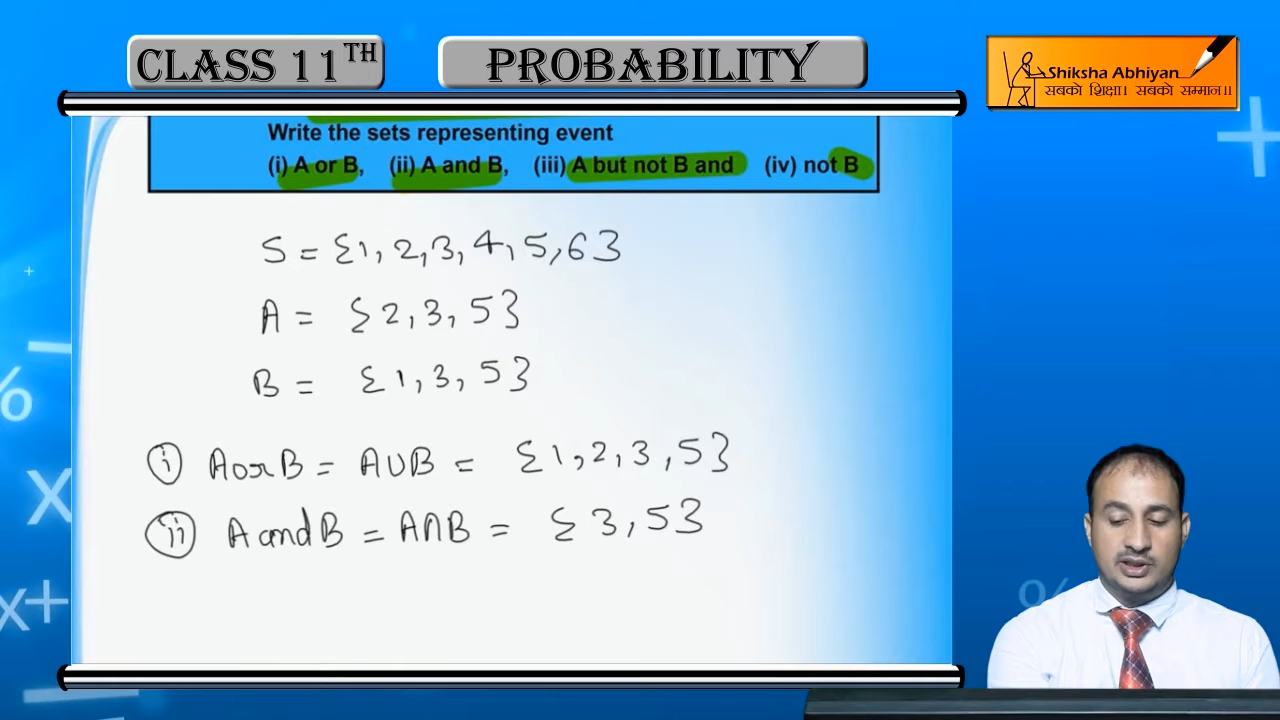 CLASS 11TH
PROBABILITY
Shiksha Abhiyan
सबको शिक्षा। सबको सम्मान।।
Write the sets representing event
(i) A or B, (ii) A and B, (iii) A but not B and (iv) not B
S = {1, 2, 3, 4, 5, 6}
A = {2, 3, 5}
B = {1, 3, 5}
(i) A or B = A∪B = {1, 2, 3, 5}
(ii) A and B = A∩B = {3, 5}